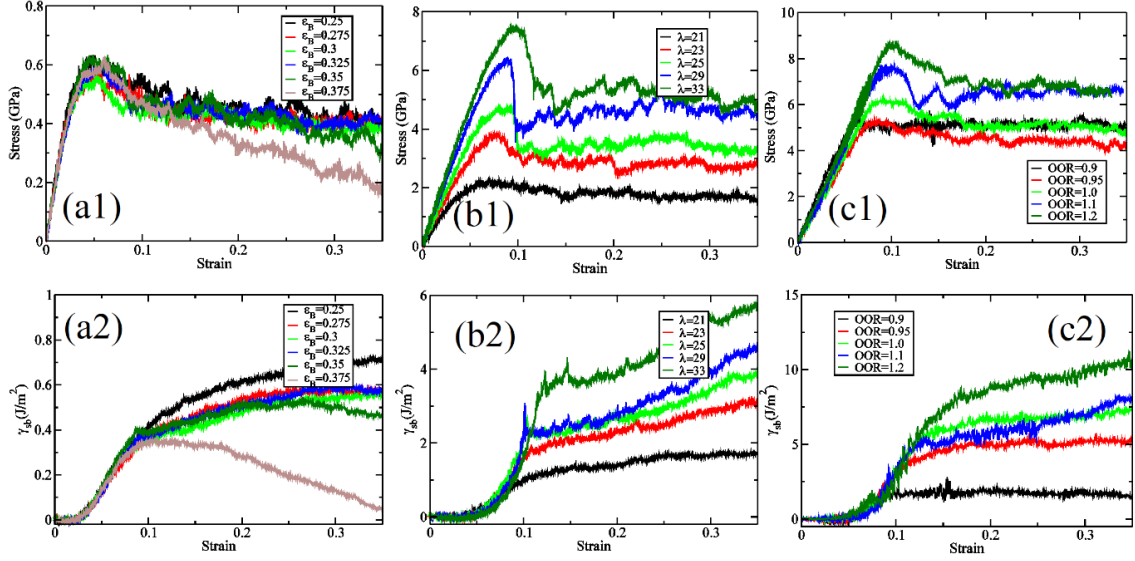 0.8
0.6
0.4
0.2
0
Stress (GPa)
ε_B=0.25
ε_B=0.275
ε_B=0.3
ε_B=0.325
ε_B=0.35
ε_B=0.375
(a1)
0 0.1 0.2 0.3
Strain
8
6
4
2
0
Stress (GPa)
λ=21
λ=23
λ=25
λ=29
λ=33
(b1)
0 0.1 0.2 0.3
Strain
10
8
6
4
2
0
Stress (GPa)
OOR=0.9
OOR=0.95
OOR=1.0
OOR=1.1
OOR=1.2
(c1)
0 0.1 0.2 0.3
Strain
1
0.8
0.6
0.4
0.2
0
γ_sb(J/m²)
(a2)
ε_B=0.25
ε_B=0.275
ε_B=0.3
ε_B=0.325
ε_B=0.35
ε_B=0.375
0 0.1 0.2 0.3
Strain
6
4
2
0
γ_sb(J/m²)
(b2)
λ=21
λ=23
λ=25
λ=29
λ=33
0 0.1 0.2 0.3
Strain
15
10
5
0
γ_sb(J/m²)
OOR=0.9
OOR=0.95
OOR=1.0
OOR=1.1
OOR=1.2
(c2)
0 0.1 0.2 0.3
Strain